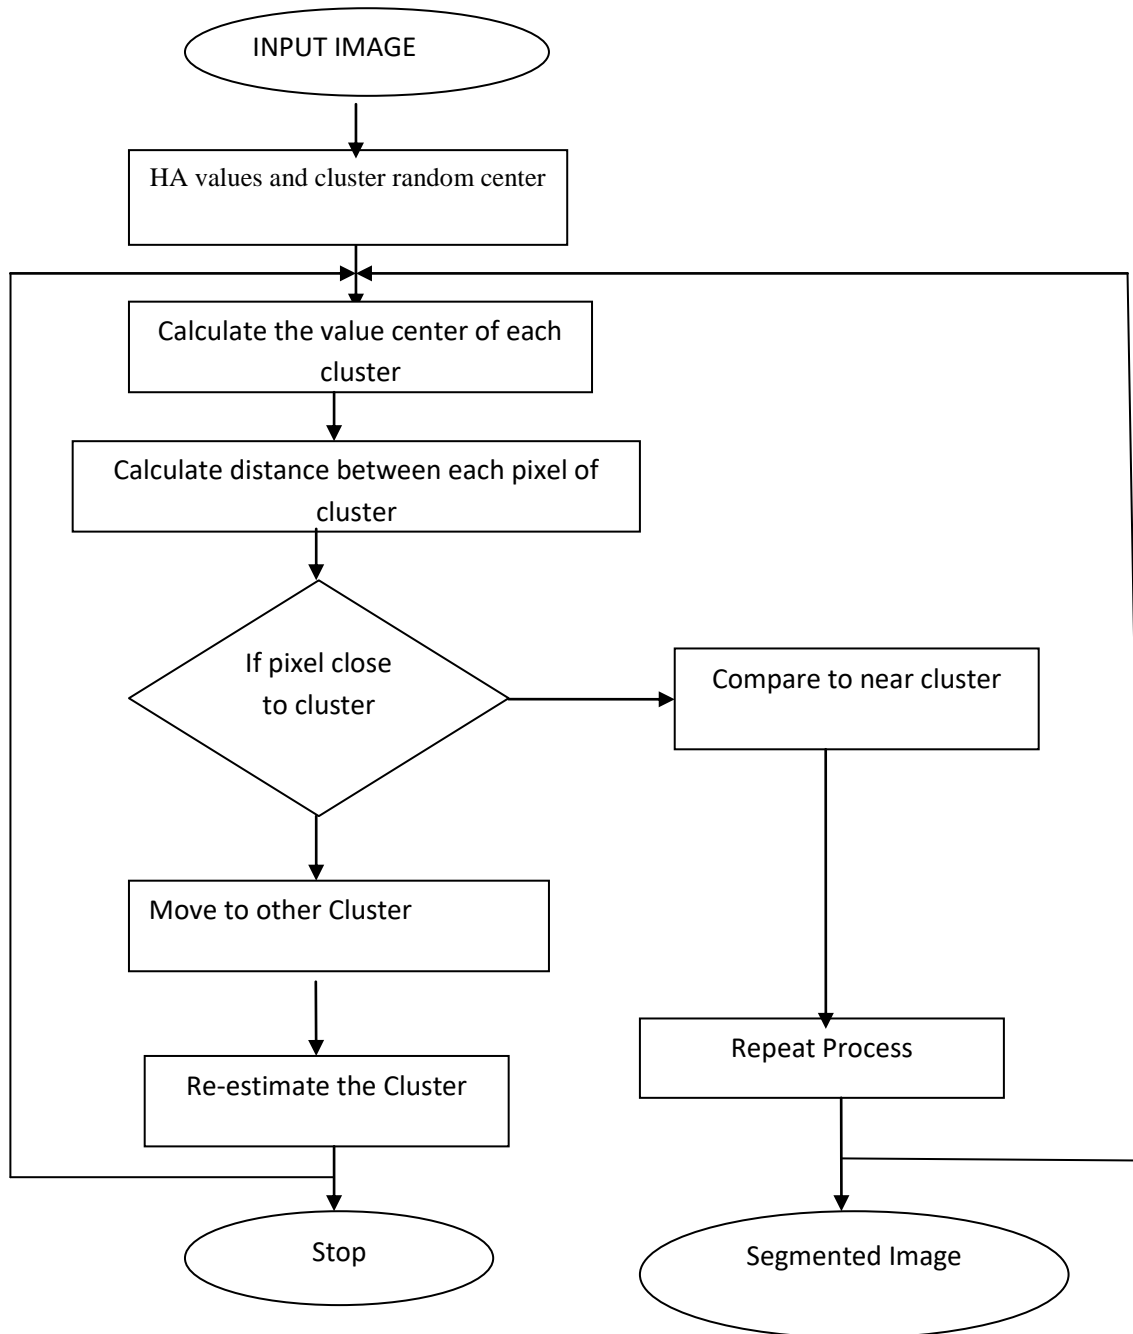 INPUT IMAGE
HA values and cluster random center
Calculate the value center of each
cluster
Calculate distance between each pixel of
cluster
If pixel close
to cluster
Compare to near cluster
Move to other Cluster
Repeat Process
Re-estimate the Cluster
Stop
Segmented Image